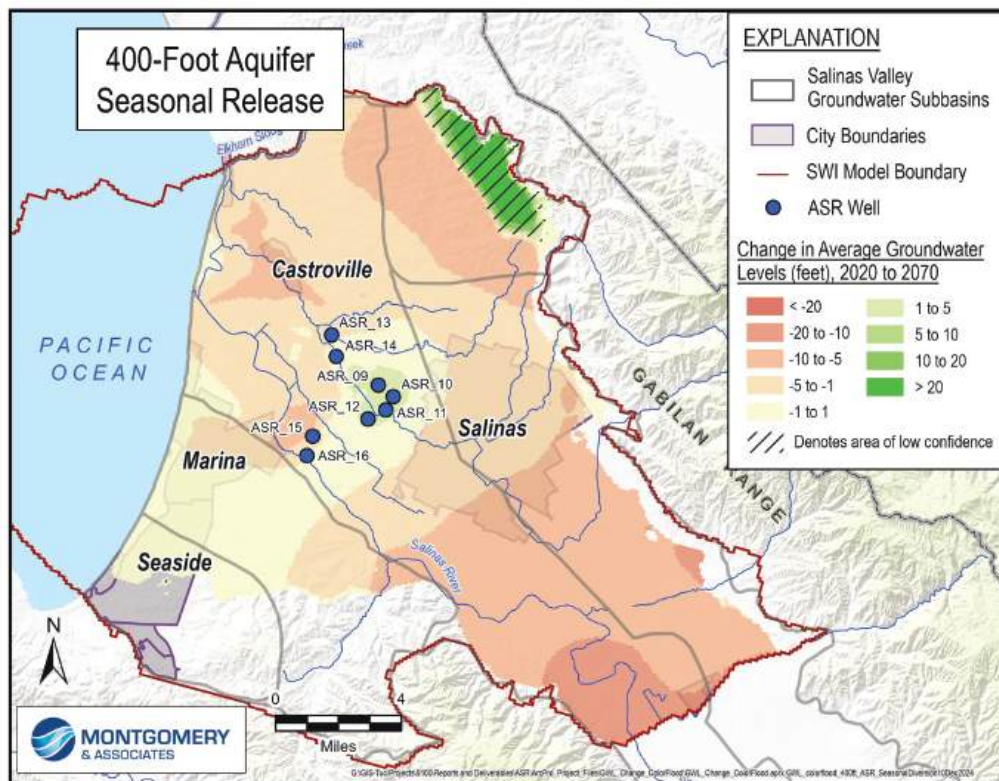 400-Foot Aquifer
Seasonal Release
Elkhorn Sloug
Castroville
ASR_13
ASR_14
ASR_09
ASR_10
ASR_12
ASR_11
ASR_15
ASR_16
PACIFIC
OCEAN
Salinas
Marina
Seaside
Salinas River
GABILAN
RANGE
N
0 4
Miles
MONTGOMERY
& ASSOCIATES
EXPLANATION
Salinas Valley
Groundwater Subbasins
City Boundaries
SWI Model Boundary
ASR Well
Change in Average Groundwater
Levels (feet), 2020 to 2070
< -20
-20 to -10
-10 to -5
-5 to -1
-1 to 1
1 to 5
5 to 10
10 to 20
> 20
Denotes area of low confidence